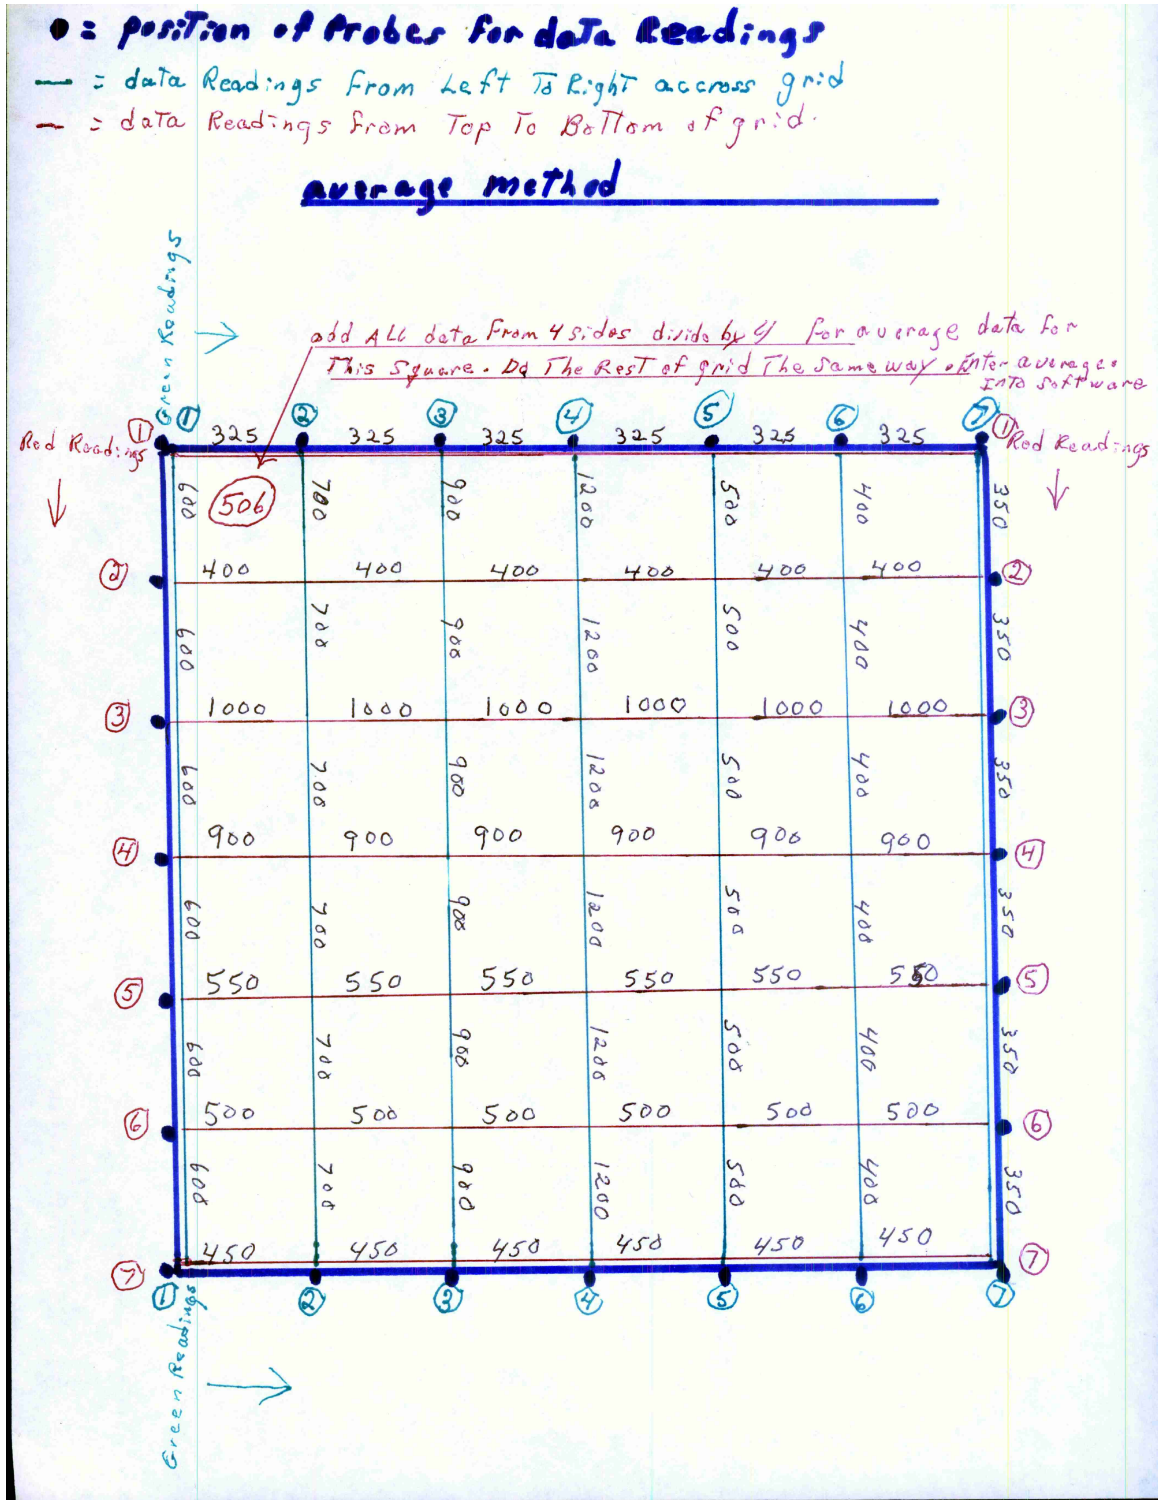 ● = position of Probes for data Readings
— = data Readings from Left To Right accross grid
— = data Readings from Top To Bottom of grid.
average method
Green Readings
add ALL data from 4 sides divide by 4 for average data for
This Square. Do The Rest of grid The Same way. Enter averages
Into Software
1 2 3 4 5 6 7
Red Readings 1 325 325 325 325 325 325 1 Red Readings
600 506 700 900 1200 500 400 350
2 400 400 400 400 400 400 2
600 700 900 1200 500 400 350
3 1000 1000 1000 1000 1000 1000 3
600 700 900 1200 500 400 350
4 900 900 900 900 900 900 4
600 700 900 1200 500 400 350
5 550 550 550 550 550 550 5
600 700 900 1200 500 400 350
6 500 500 500 500 500 500 6
600 700 900 1200 500 400 350
7 450 450 450 450 450 450 7
1 2 3 4 5 6 7
Green Readings